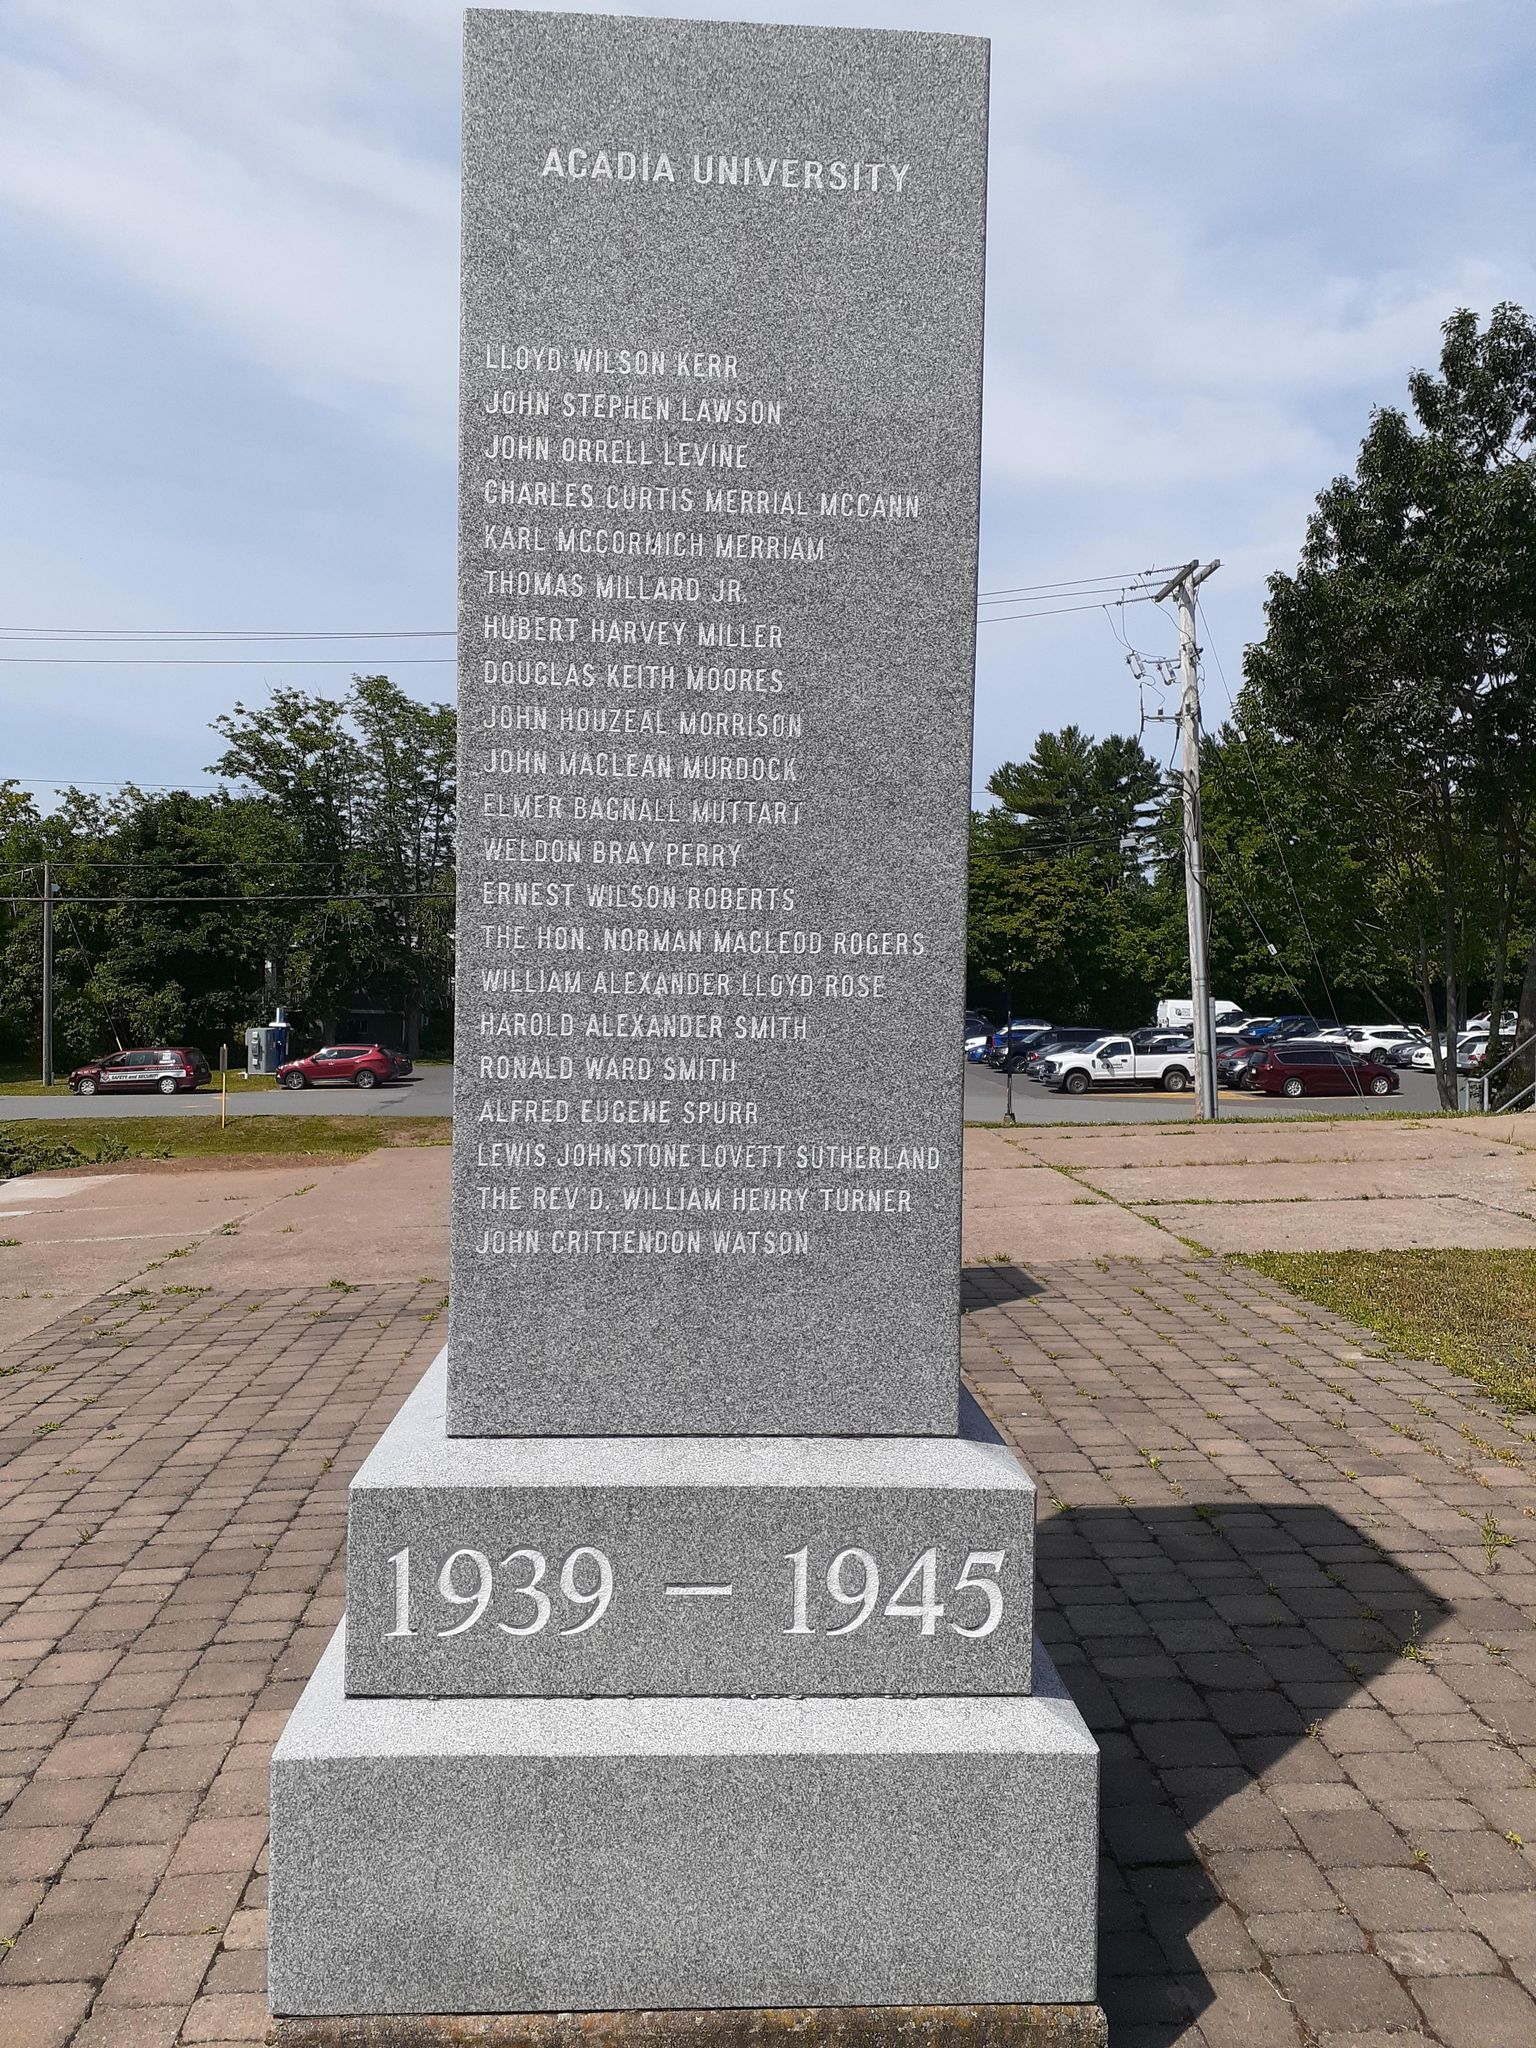 ACADIA UNIVERSITY
LLOYD WILSON KERR
JOHN STEPHEN LAWSON
JOHN ORRELL LEVINE
CHARLES CURTIS MERRIAL MCCANN
KARL MCCORMICH MERRIAM
THOMAS MILLARD JR.
HUBERT HARVEY MILLER
DOUGLAS KEITH MOORES
JOHN HOUZEAL MORRISON
JOHN MACLEAN MURDOCK
ELMER BAGNALL MUTTART
WELDON BRAY PERRY
ERNEST WILSON ROBERTS
THE HON. NORMAN MACLEOD ROGERS
WILLIAM ALEXANDER LLOYD ROSE
HAROLD ALEXANDER SMITH
RONALD WARD SMITH
ALFRED EUGENE SPURR
LEWIS JOHNSTONE LOVETT SUTHERLAND
THE REV'D. WILLIAM HENRY TURNER
JOHN CRITTENDON WATSON
1939 – 1945
SAFETY and SECURITY